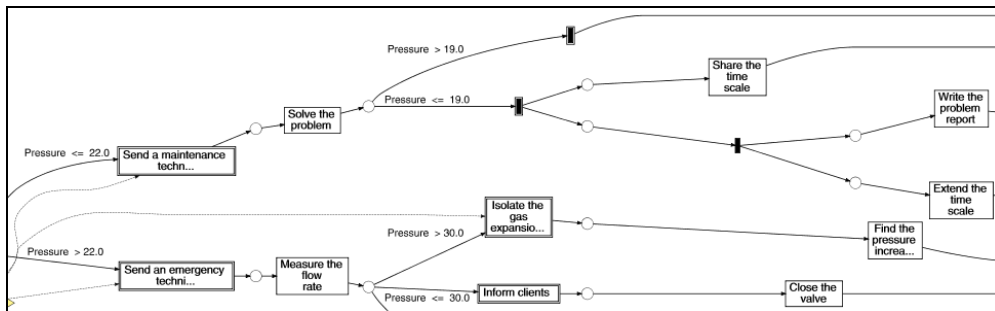 Pressure > 19.0
Share the
time
scale
Pressure <= 19.0
Write the
problem
report
Solve the
problem
Pressure <= 22.0
Send a maintenance
techn...
Extend the
time
scale
Isolate the
gas
expansio...
Pressure > 30.0
Find the
pressure
increa...
Pressure > 22.0
Send an emergency
techni...
Measure the
flow
rate
Pressure <= 30.0
Inform clients
Close the
valve